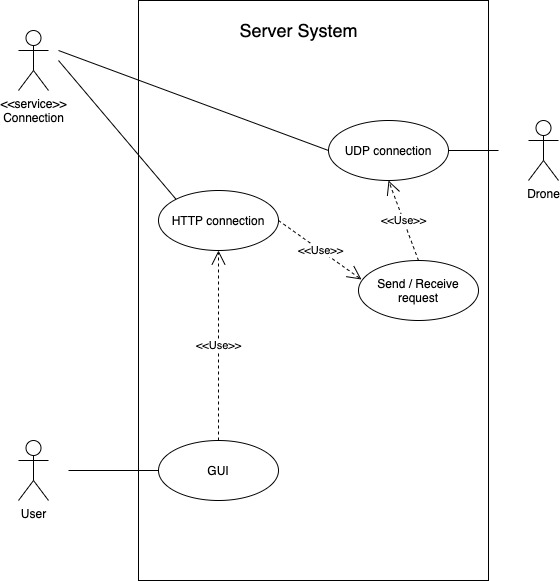 Server System
<<service>>
Connection
UDP connection
Drone
HTTP connection
<<Use>>
<<Use>>
Send / Receive
request
<<Use>>
GUI
User